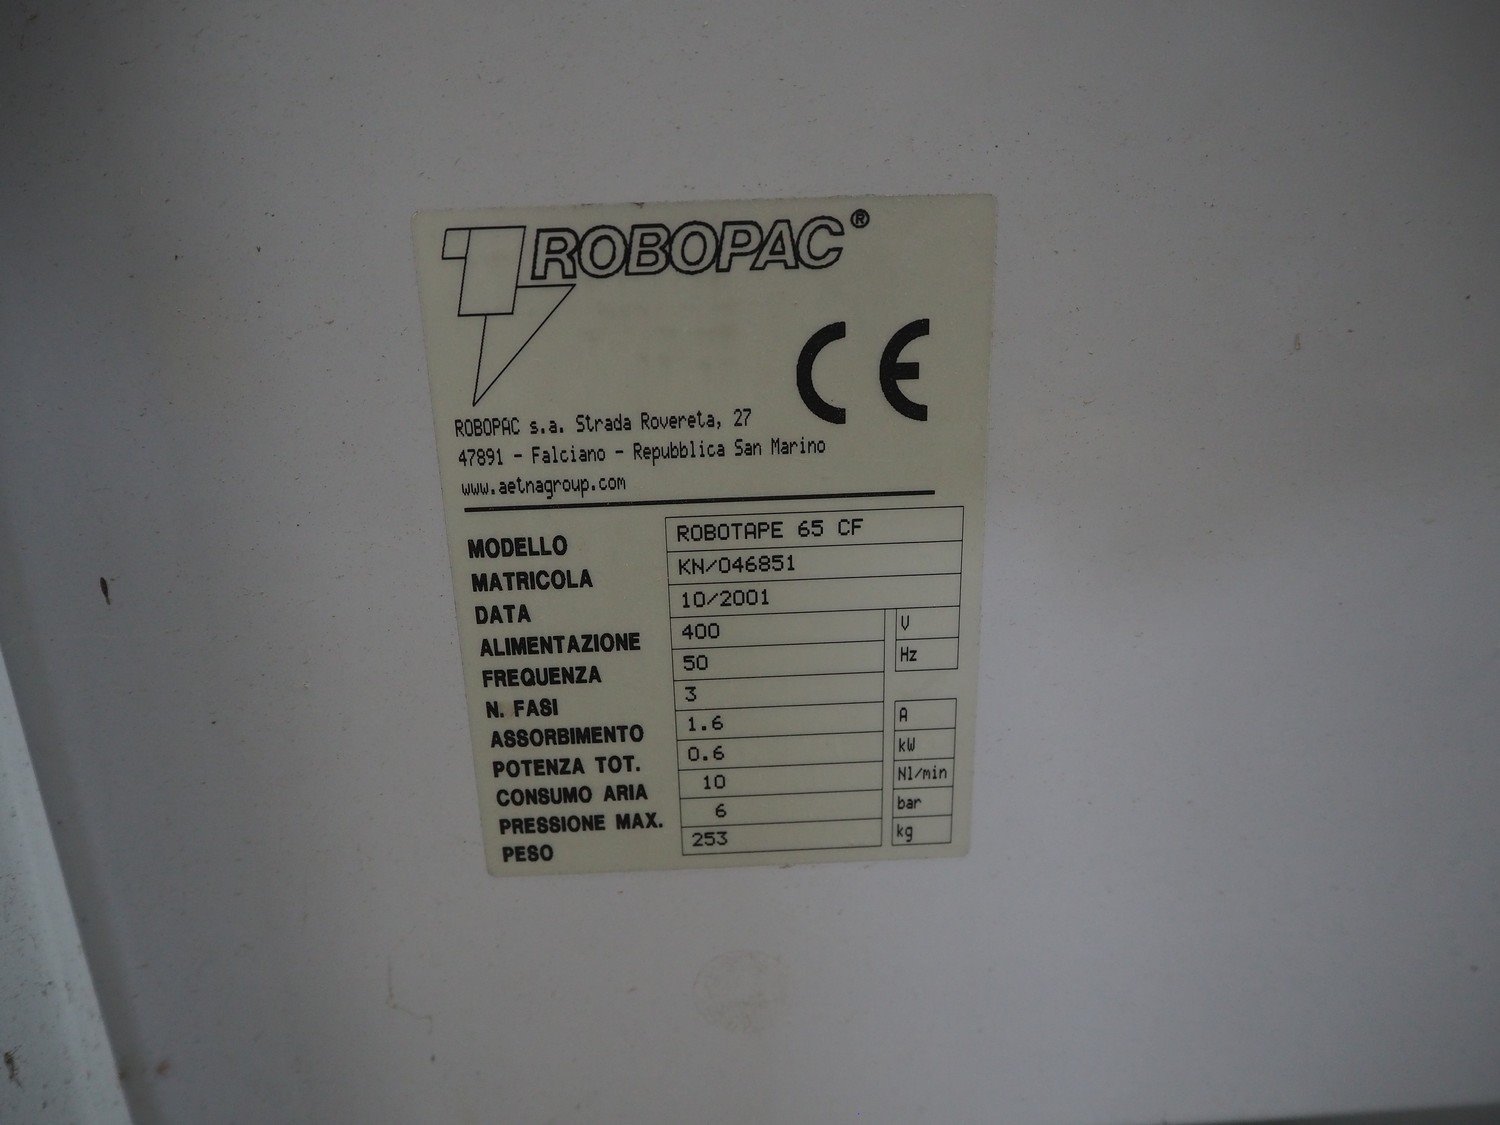 ROBOPAC®
CE
ROBOPAC s.a. Strada Rovereta, 27
47891 - Falciano - Repubblica San Marino
www.aetnagroup.com
MODELLO ROBOTAPE 65 CF
MATRICOLA KN/046851
DATA 10/2001
ALIMENTAZIONE 400 V
FREQUENZA 50 Hz
N. FASI 3
ASSORBIMENTO 1.6 A
POTENZA TOT. 0.6 kW
CONSUMO ARIA 10 Nl/min
PRESSIONE MAX. 6 bar
PESO 253 kg